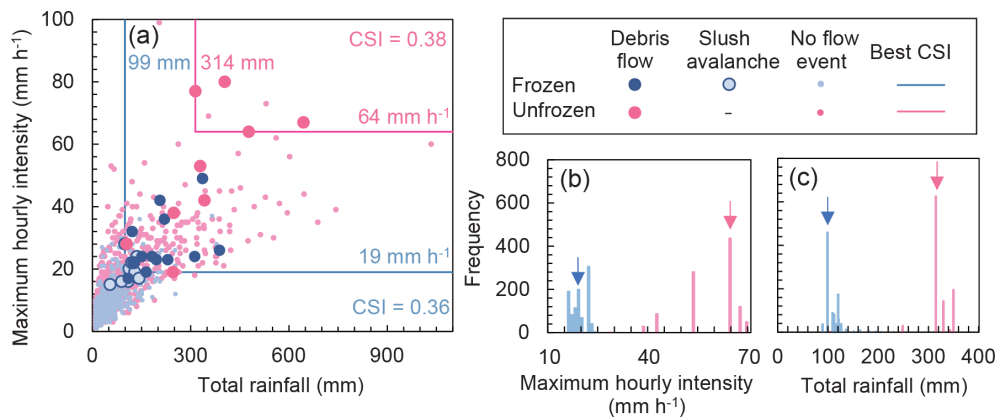 (a)
CSI = 0.38
99 mm
314 mm
64 mm h⁻¹
19 mm h⁻¹
CSI = 0.36
Maximum hourly intensity (mm h⁻¹)
100
80
60
40
20
0
0 300 600 900
Total rainfall (mm)
Debris flow
Slush avalanche
No flow event
Best CSI
Frozen
Unfrozen –
(b)
Frequency
800
600
400
200
0
10 40 70
Maximum hourly intensity
(mm h⁻¹)
(c)
0 100 200 300 400
Total rainfall (mm)